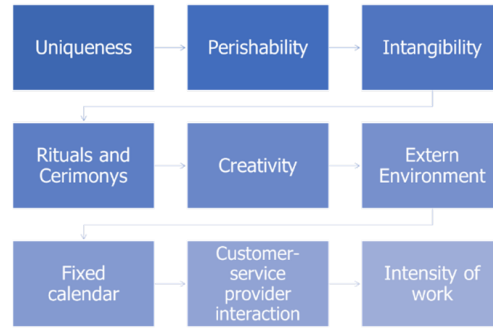 Uniqueness
Perishability
Intangibility
Rituals and
Cerimonys
Creativity
Extern
Environment
Fixed
calendar
Customer-
service
provider
interaction
Intensity of
work